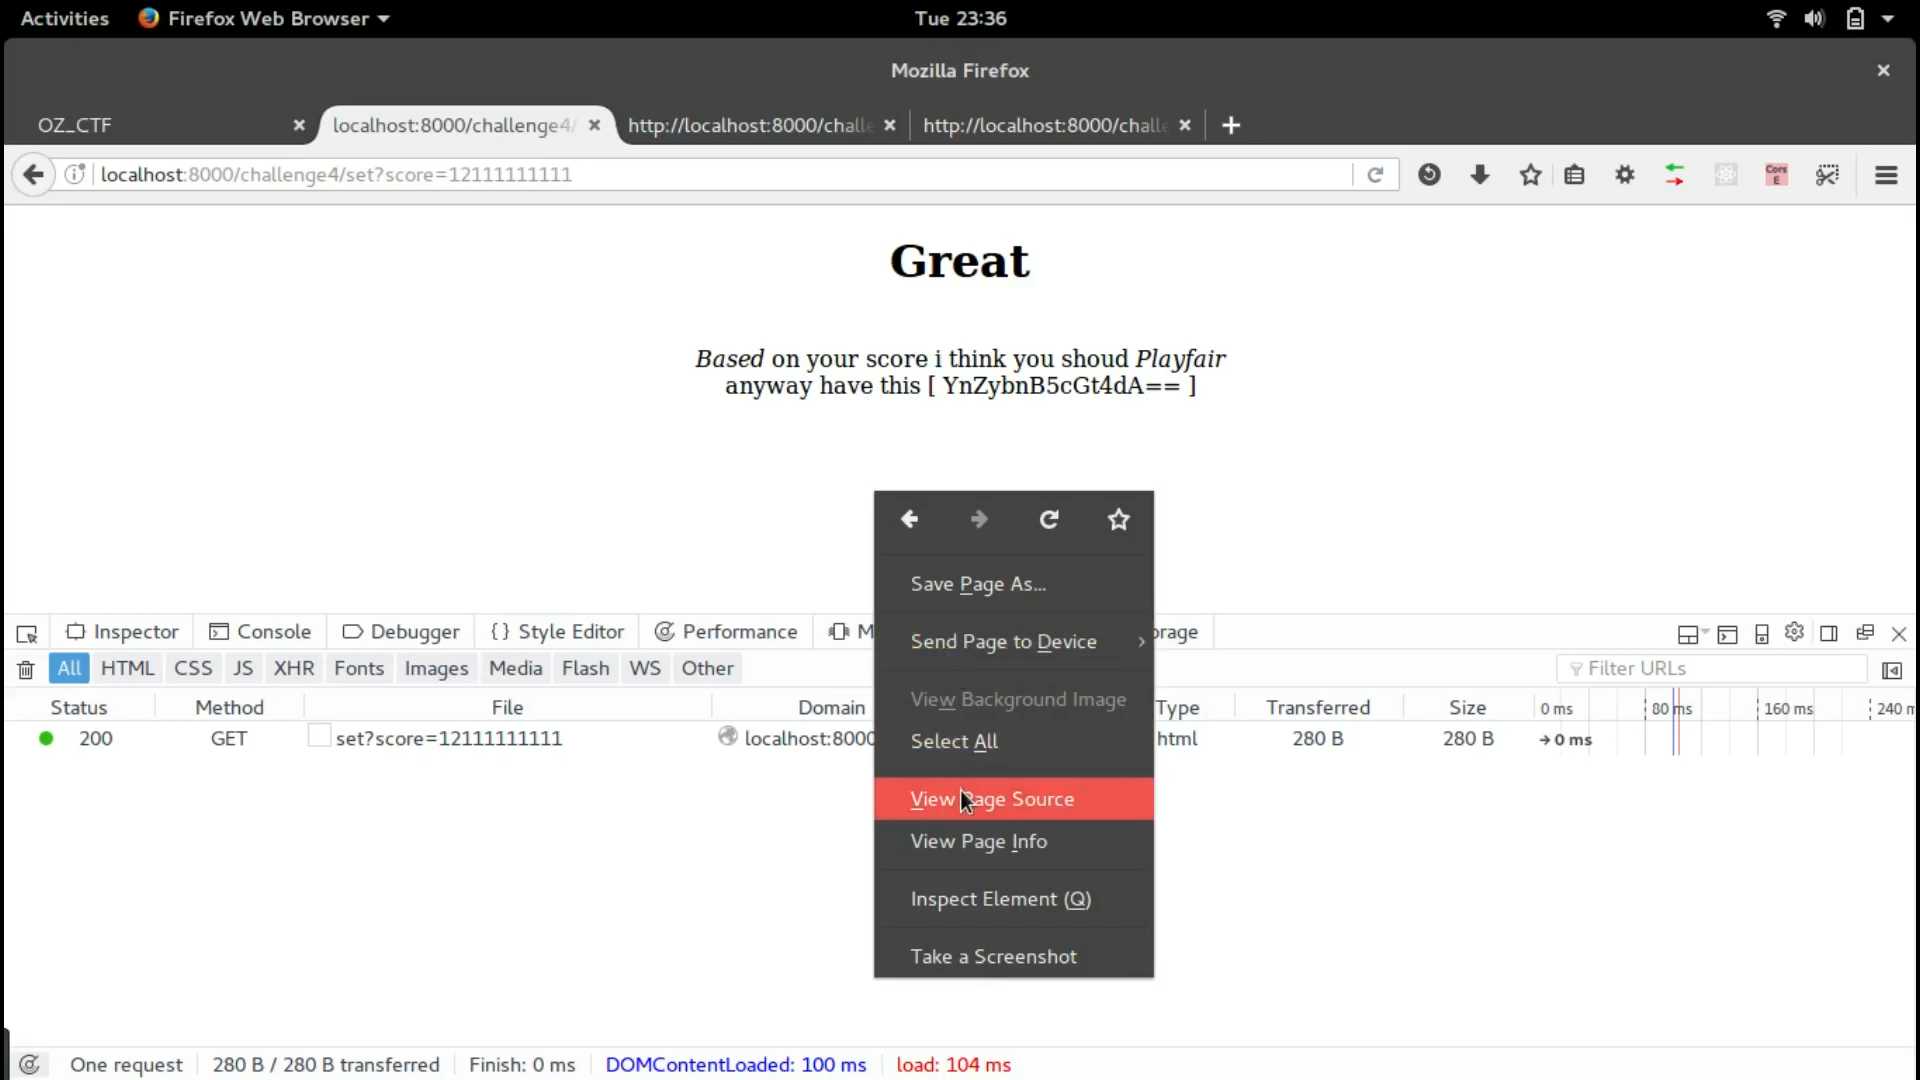 Activities Firefox Web Browser Tue 23:36
Mozilla Firefox
OZ_CTF localhost:8000/challenge4/ http://localhost:8000/challe http://localhost:8000/challe
localhost:8000/challenge4/set?score=12111111111 Cors E
Great
Based on your score i think you shoud Playfair
anyway have this [ YnZybnB5cGt4dA== ]
Save Page As...
Send Page to Device
View Background Image
Select All
View Page Source
View Page Info
Inspect Element (Q)
Take a Screenshot
Inspector Console Debugger {} Style Editor Performance M orage
All HTML CSS JS XHR Fonts Images Media Flash WS Other Filter URLs
Status Method File Domain Type Transferred Size 0 ms 80 ms 160 ms 240 m
200 GET set?score=12111111111 localhost:8000 html 280 B 280 B → 0 ms
One request 280 B / 280 B transferred Finish: 0 ms DOMContentLoaded: 100 ms load: 104 ms